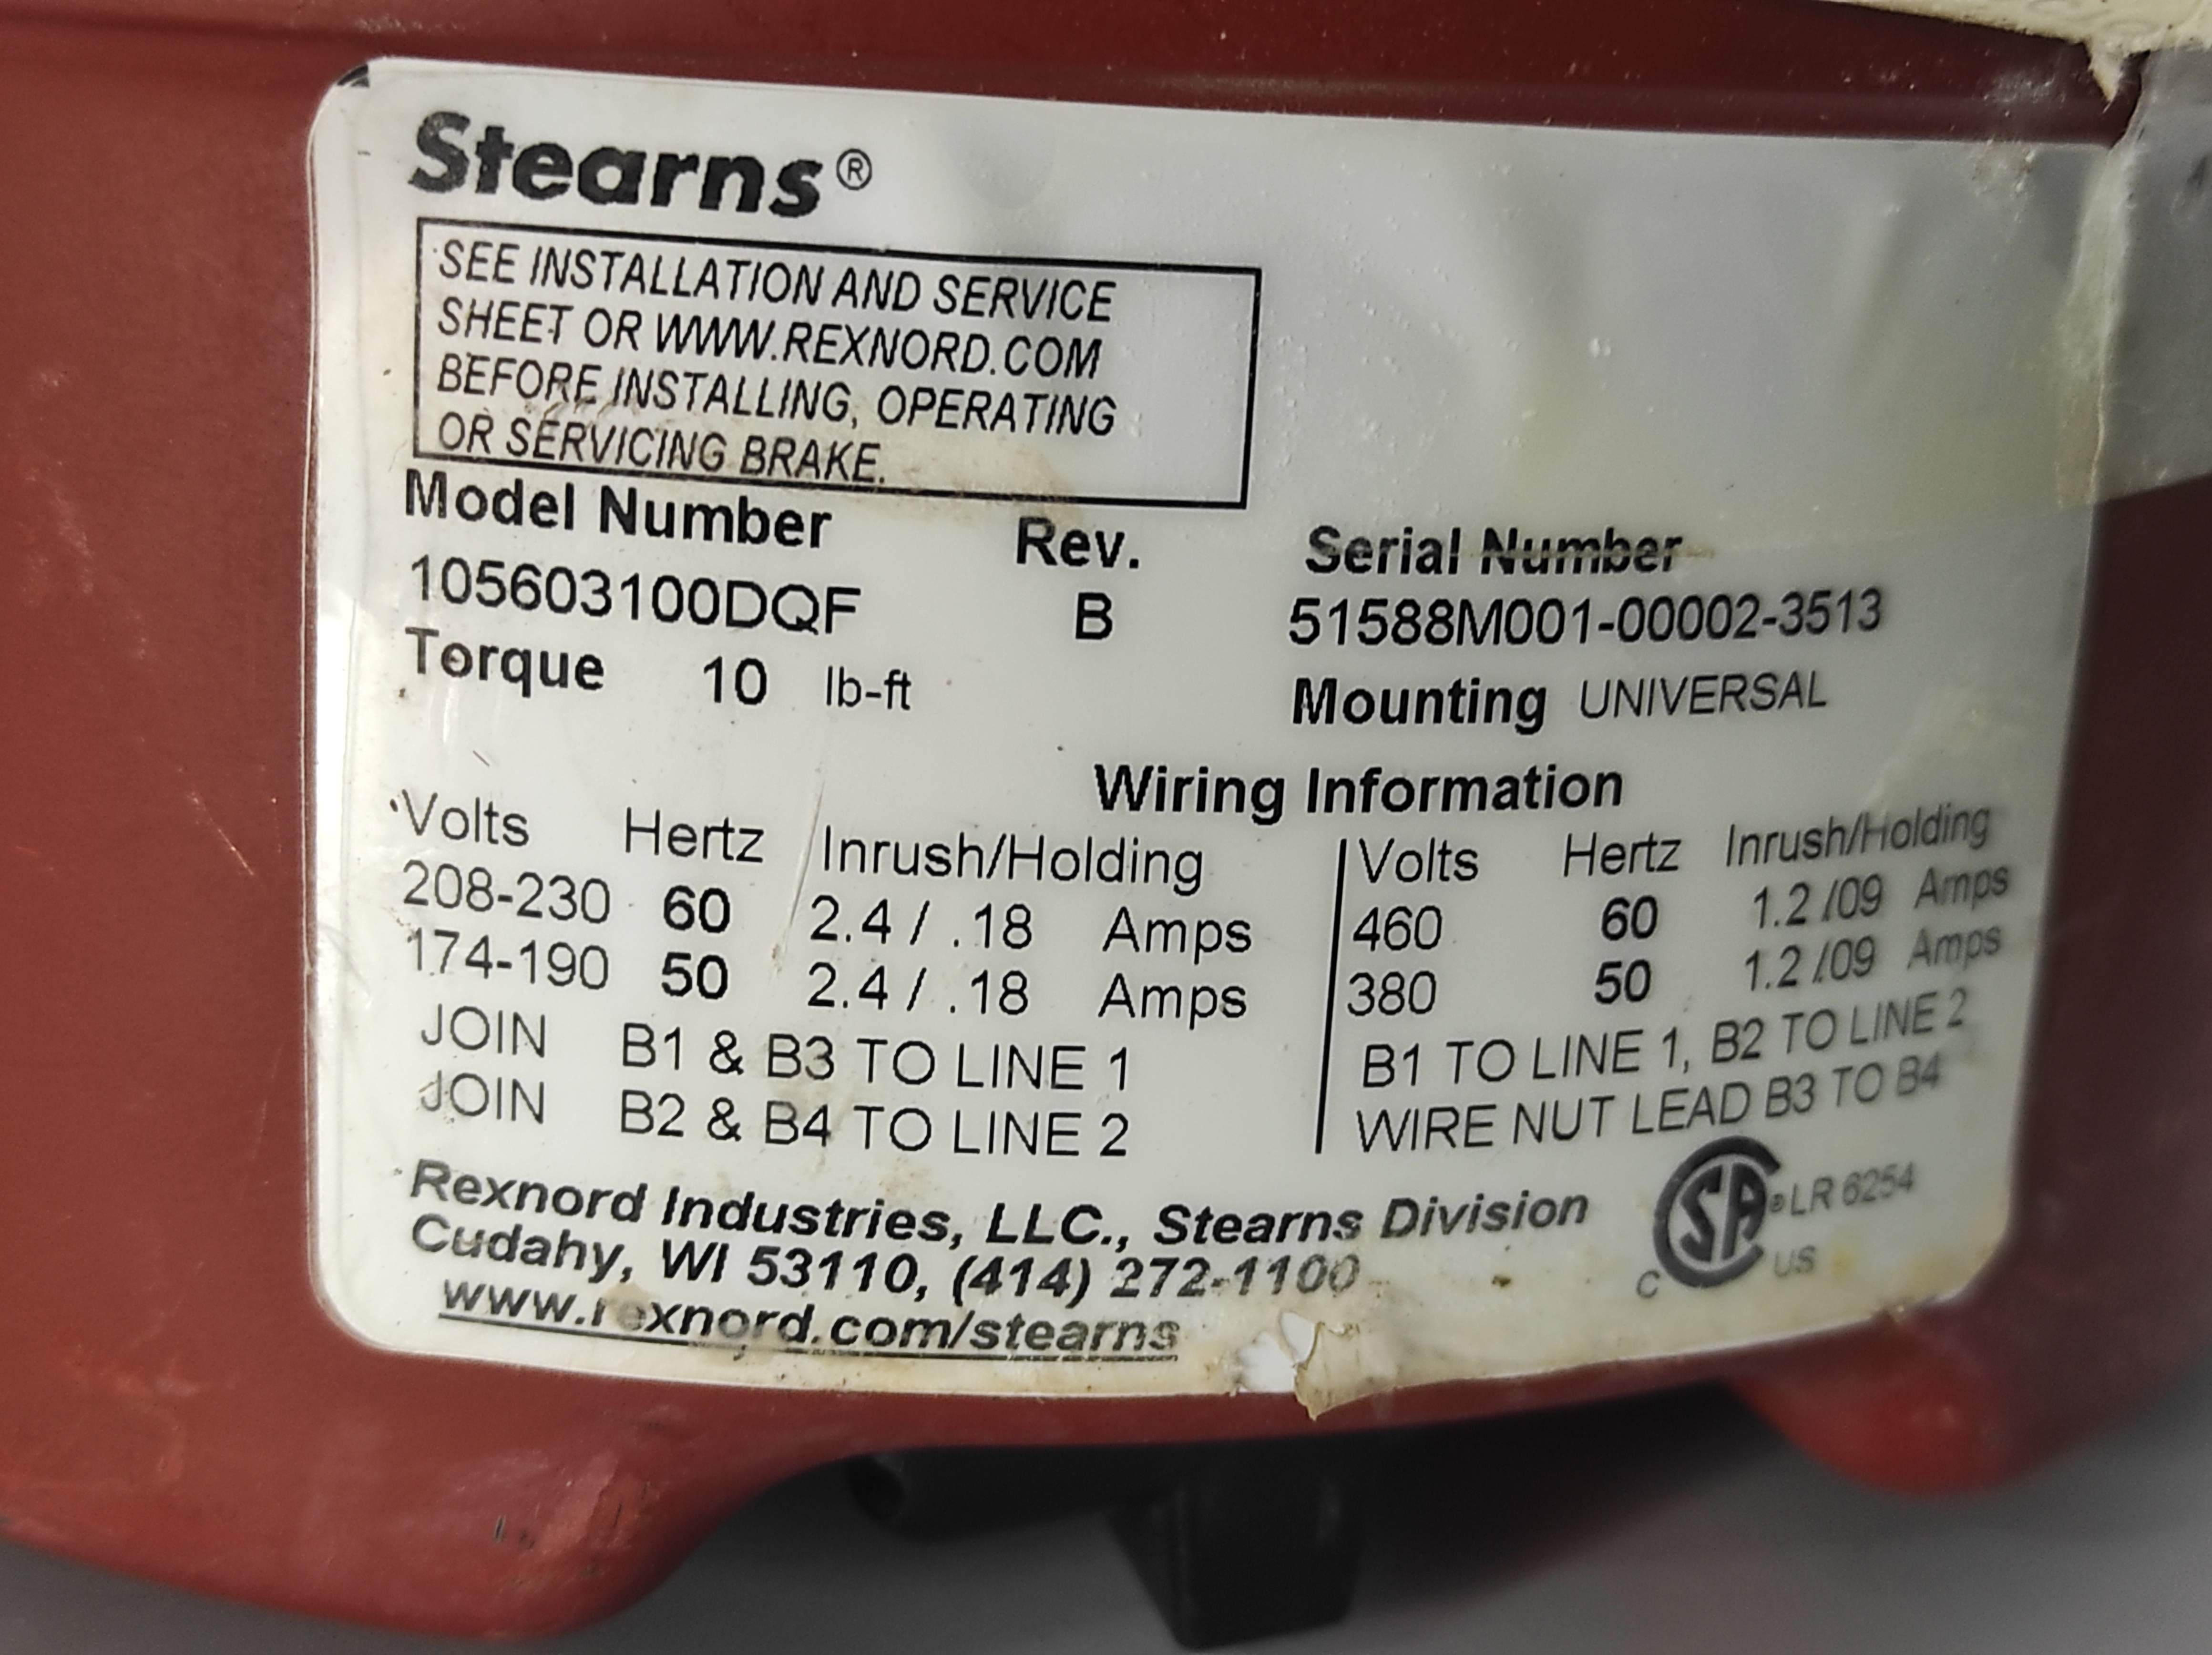 Stearns®
SEE INSTALLATION AND SERVICE
SHEET OR WWW.REXNORD.COM
BEFORE INSTALLING, OPERATING
OR SERVICING BRAKE.
Model Number Rev. Serial Number
105603100DQF B 51588M001-00002-3513
Torque 10 lb-ft Mounting UNIVERSAL
Wiring Information
Volts Hertz Inrush/Holding | Volts Hertz Inrush/Holding
208-230 60 2.4 / .18 Amps | 460 60 1.2 /09 Amps
174-190 50 2.4 / .18 Amps | 380 50 1.2 /.09 Amps
JOIN B1 & B3 TO LINE 1 | B1 TO LINE 1, B2 TO LINE 2
JOIN B2 & B4 TO LINE 2 | WIRE NUT LEAD B3 TO B4
Rexnord Industries, LLC., Stearns Division
Cudahy, WI 53110, (414) 272-1100
www.rexnord.com/stearns
C SA ® LR 6254 US